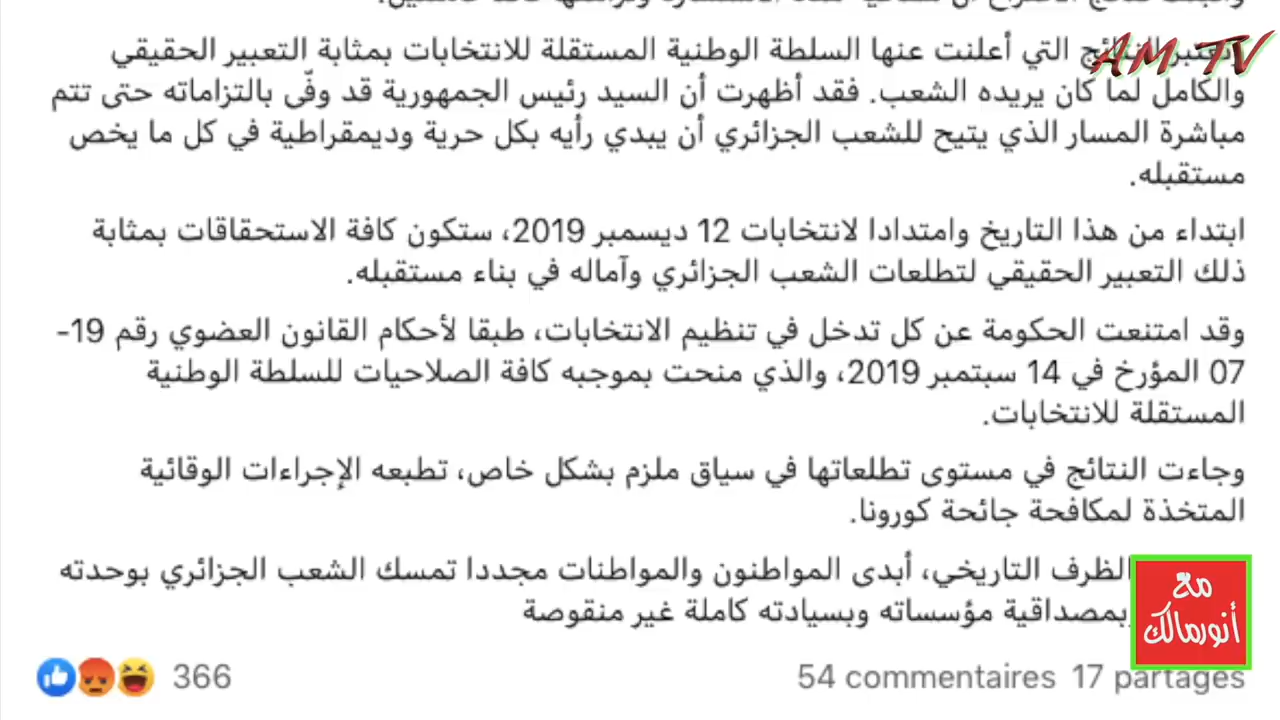 وتعتبر النتائج التي أعلنت عنها السلطة الوطنية المستقلة للانتخابات بمثابة التعبير الحقيقي
والكامل لما كان يريده الشعب. فقد أظهرت أن السيد رئيس الجمهورية قد وفّى بالتزاماته حتى تتم
مباشرة المسار الذي يتيح للشعب الجزائري أن يبدي رأيه بكل حرية وديمقراطية في كل ما يخص
مستقبله.
ابتداء من هذا التاريخ وامتدادا لانتخابات 12 ديسمبر 2019، ستكون كافة الاستحقاقات بمثابة
ذلك التعبير الحقيقي لتطلعات الشعب الجزائري وآماله في بناء مستقبله.
وقد امتنعت الحكومة عن كل تدخل في تنظيم الانتخابات، طبقا لأحكام القانون العضوي رقم 19-
07 المؤرخ في 14 سبتمبر 2019، والذي منحت بموجبه كافة الصلاحيات للسلطة الوطنية
المستقلة للانتخابات.
وجاءت النتائج في مستوى تطلعاتها في سياق ملزم بشكل خاص، تطبعه الإجراءات الوقائية
المتخذة لمكافحة جائحة كورونا.
الظرف التاريخي، أبدى المواطنون والمواطنات مجددا تمسك الشعب الجزائري بوحدته
بمصداقية مؤسساته وبسيادته كاملة غير منقوصة
366 54 commentaires 17 partages
AM TV
مع
أنورمالك